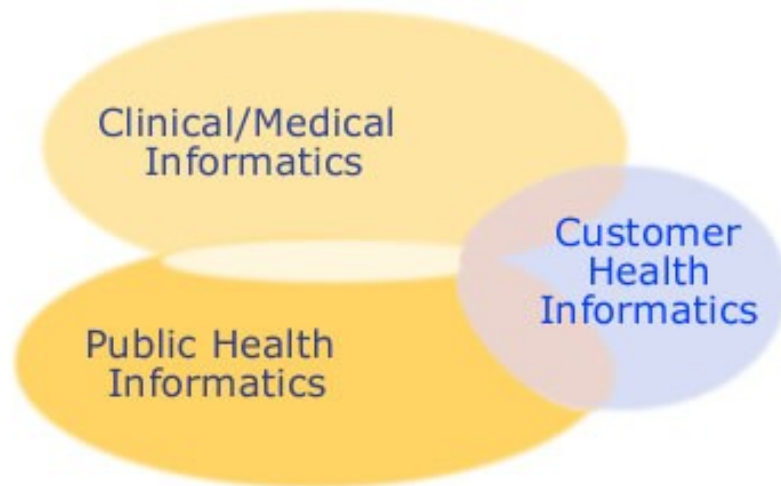 Clinical/Medical
Informatics
Customer
Health
Informatics
Public Health
Informatics